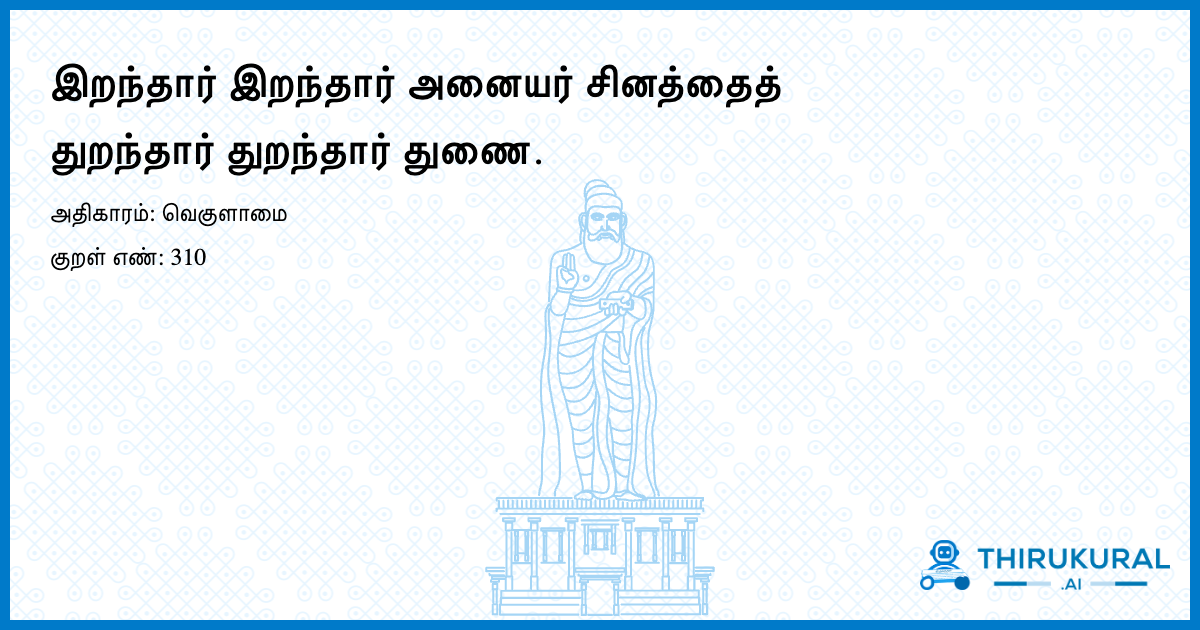 இறந்தார் இறந்தார் அனையர் சினத்தைத்
துறந்தார் துறந்தார் துணை.
அதிகாரம்: வெகுளாமை
குறள் எண்: 310
THIRUKURAL
.AI